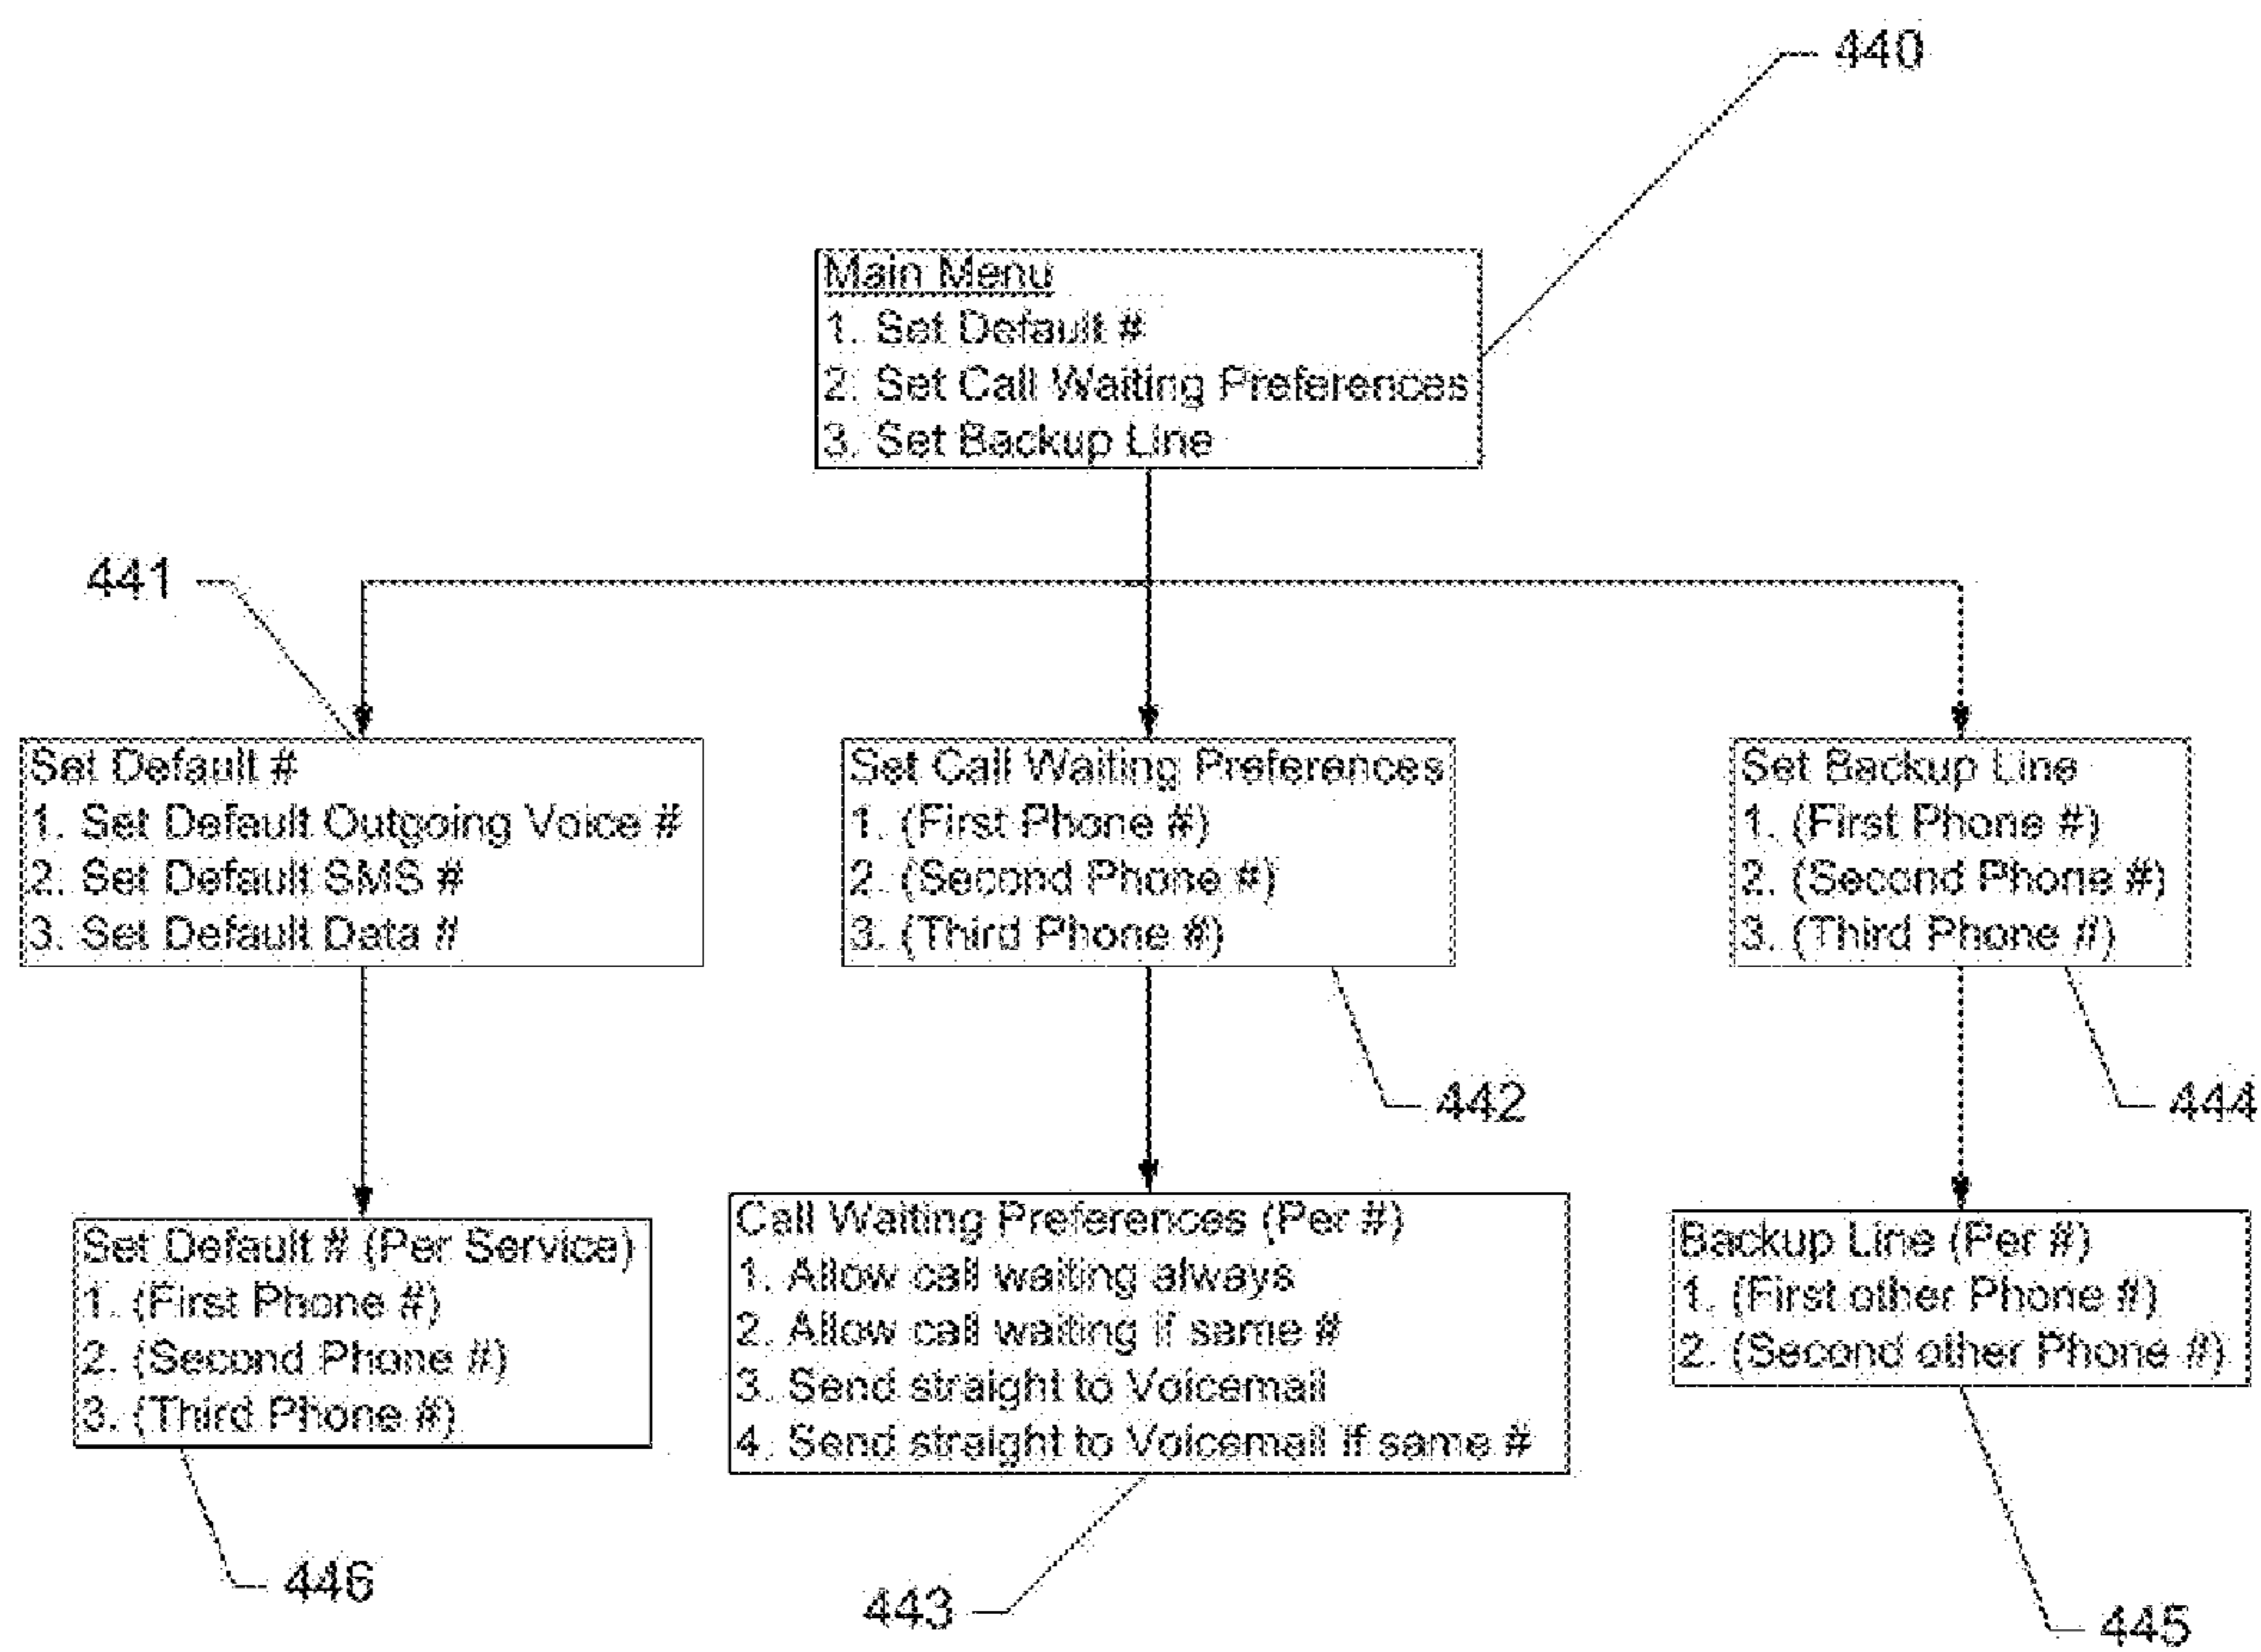 440
Main Menu
1. Set Default #
2. Set Call Waiting Preferences
3. Set Backup Line
441
Set Default #
1. Set Default Outgoing Voice #
2. Set Default SMS #
3. Set Default Data #
Set Call Waiting Preferences
1. (First Phone #)
2. (Second Phone #)
3. (Third Phone #)
442
Set Backup Line
1. (First Phone #)
2. (Second Phone #)
3. (Third Phone #)
444
Set Default # (Per Service)
1. (First Phone #)
2. (Second Phone #)
3. (Third Phone #)
446
Call Waiting Preferences (Per #)
1. Allow call waiting always
2. Allow call waiting if same #
3. Send straight to Voicemail
4. Send straight to Voicemail if same #
443
Backup Line (Per #)
1. (First other Phone #)
2. (Second other Phone #)
445